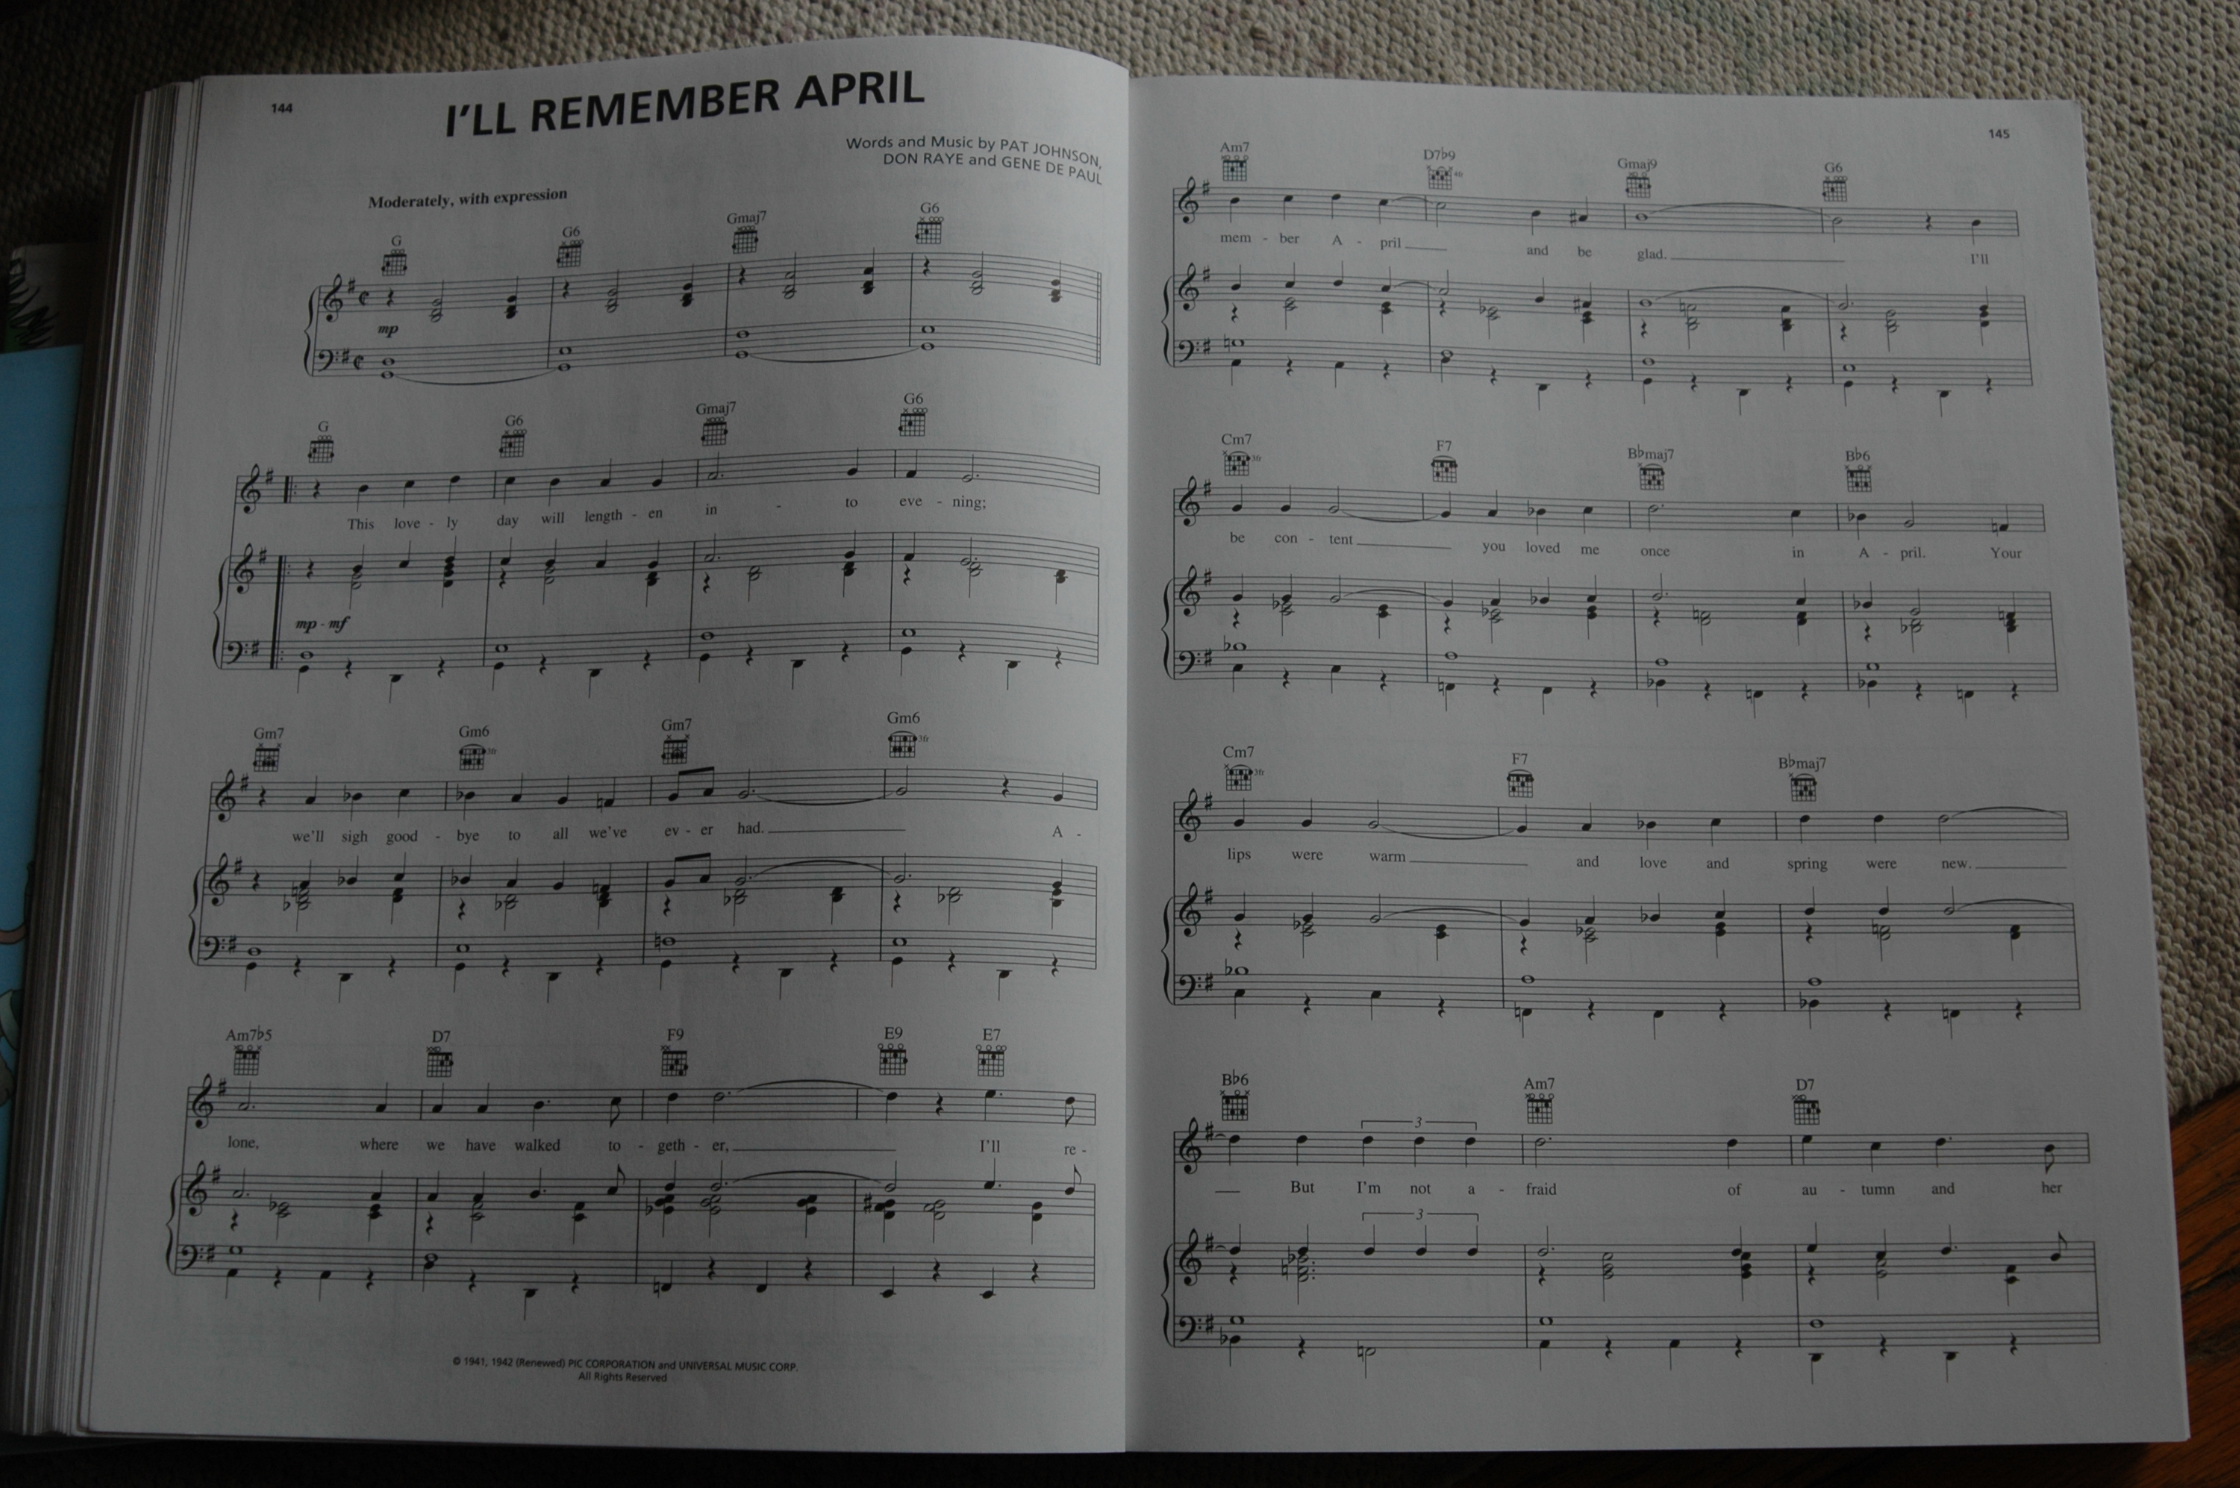 144
I'LL REMEMBER APRIL
Words and Music by PAT JOHNSON,
DON RAYE and GENE DE PAUL
Moderately, with expression
G G6 Gmaj7 G6
mp
G G6 Gmaj7 G6
This love - ly day will length - en in - to eve - ning;
mp - mf
Gm7 Gm6 3fr Gm7 Gm6 3fr
we'll sigh good - bye to all we've ev - er had. A -
Am7♭5 D7 F9 E9 E7
lone, where we have walked to - geth - er, I'll re -
© 1941, 1942 (Renewed) PIC CORPORATION and UNIVERSAL MUSIC CORP.
All Rights Reserved
145
Am7 D7♭9 4fr Gmaj9 G6
mem - ber A - pril and be glad. I'll
Cm7 3fr F7 B♭maj7 B♭6
be con - tent you loved me once in A - pril. Your
Cm7 3fr F7 B♭maj7
lips were warm and love and spring were new.
B♭6 Am7 D7
3
But I'm not a - fraid of au - tumn and her
3